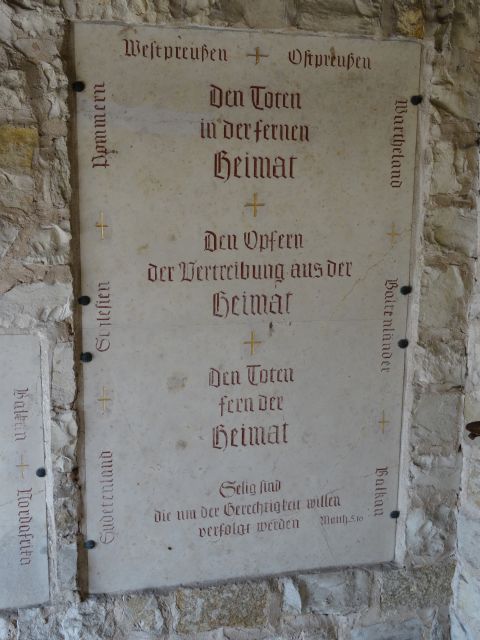 Westpreußen + Ostpreußen
Pommern
+
Schlesien
+
Sudetenland
Den Toten
in der fernen
Heimat
+
Den Opfern
der Vertreibung aus der
Heimat
+
Den Toten
fern der
Heimat
Selig sind
die um der Gerechtigkeit willen
verfolgt werden Matth. 5.10
Wartheland
+
Baltenländer
+
Balkan
Balkan
+
Nordafrika